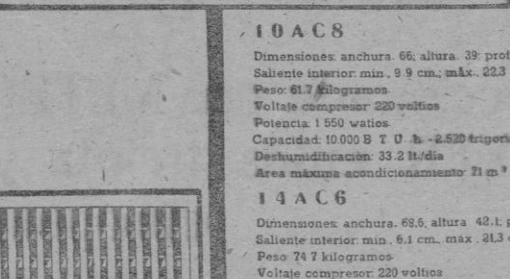 10AC8
Dimensiones: anchura. 66; altura. 39; prof
Saliente interior: min., 9.9 cm.; máx., 22.3
Peso: 61.7 kilogramos
Voltaje compresor 220 voltios
Potencia: 1 550 watios
Capacidad: 10.000 B T U h - 2.520 trigor
Deshumidificación: 33.2 lt./día
Area máxima acondicionamiento 71 m²
14AC6
Dimensiones: anchura. 68.6; altura 42.1; p
Saliente interior: min. 6.1 cm., máx. 21.3
Peso 74 7 kilogramos
Voltaje compresor: 220 voltios